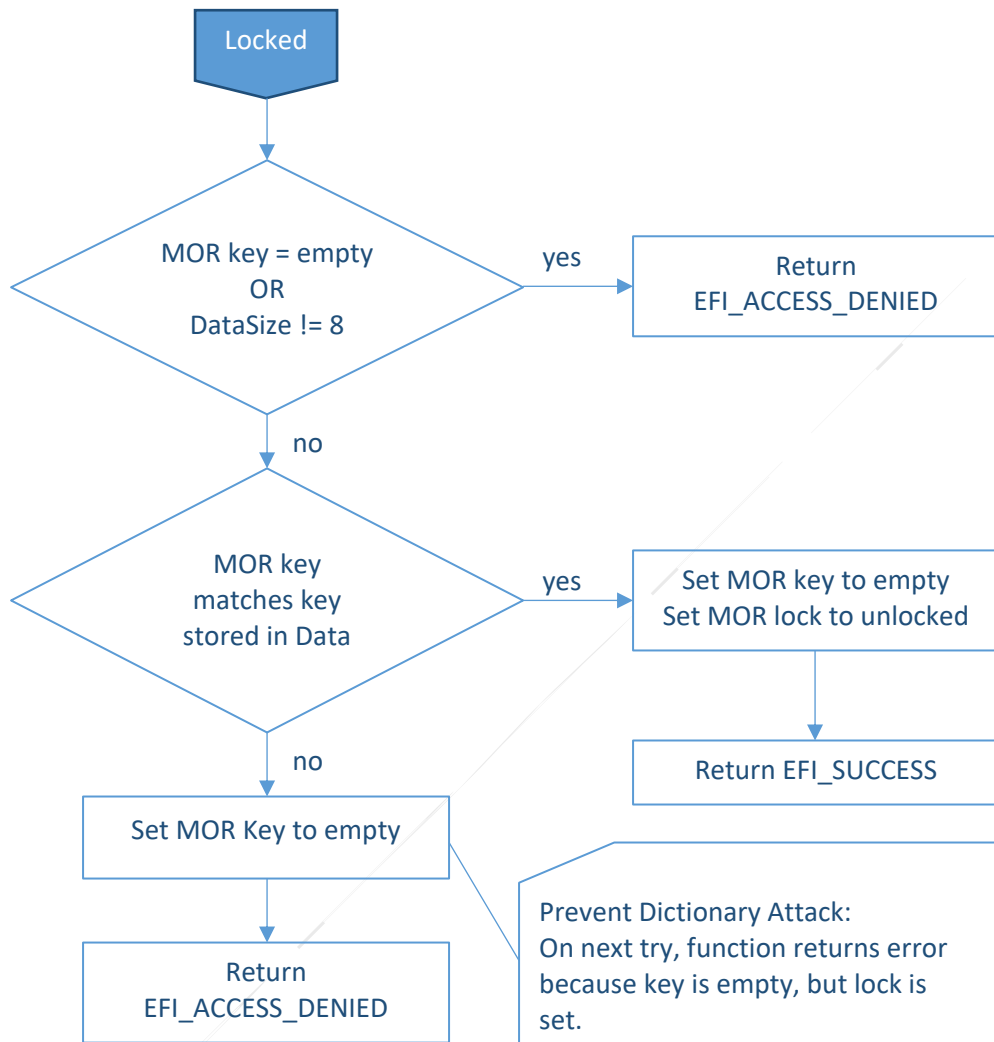 Locked
MOR key = empty
OR
DataSize != 8
yes
Return
EFI_ACCESS_DENIED
no
MOR key
matches key
stored in Data
yes
Set MOR key to empty
Set MOR lock to unlocked
no
Return EFI_SUCCESS
Set MOR Key to empty
Prevent Dictionary Attack:
On next try, function returns error
because key is empty, but lock is
set.
Return
EFI_ACCESS_DENIED